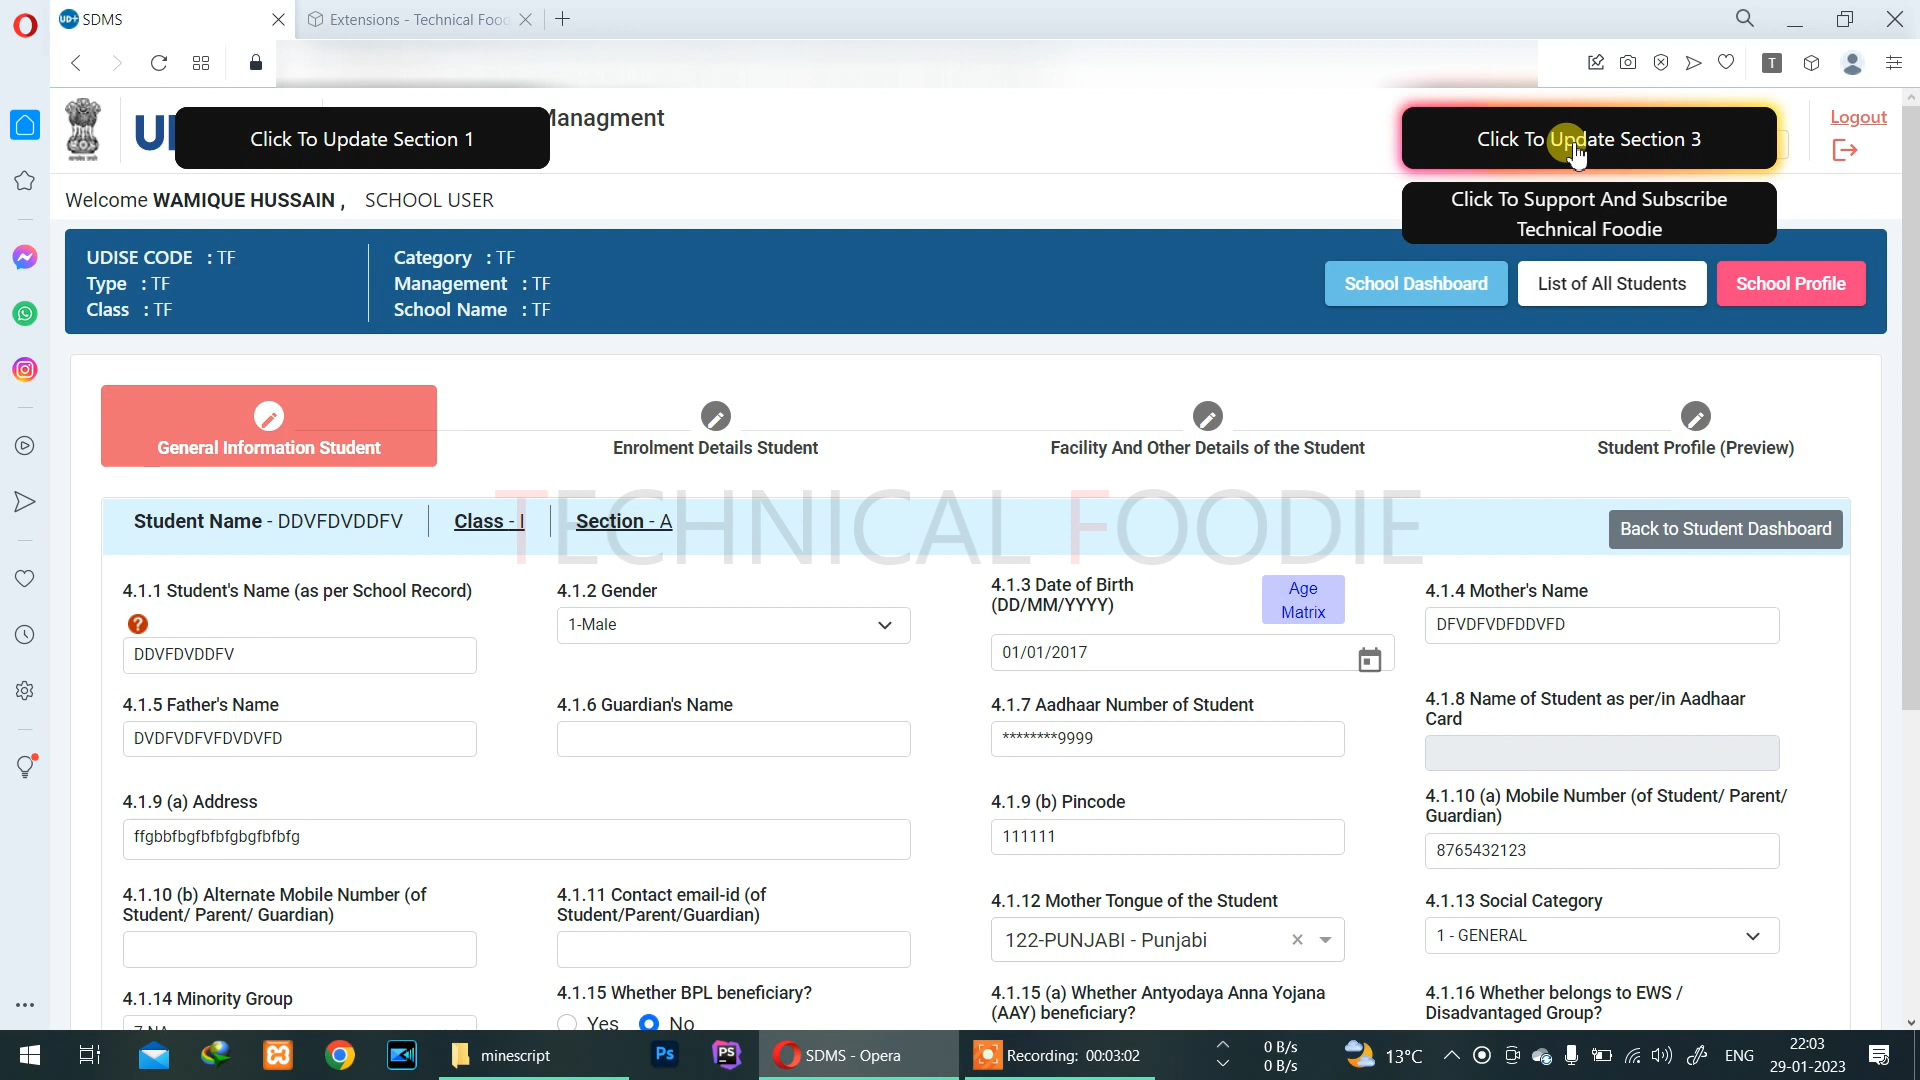 SDMS
Extensions - Technical Food
T
UD
Managment
Click To Update Section 1
Click To Update Section 3
Logout
Click To Support And Subscribe
Technical Foodie
Welcome WAMIQUE HUSSAIN , SCHOOL USER
UDISE CODE : TF
Type : TF
Class : TF
Category : TF
Management : TF
School Name : TF
School Dashboard
List of All Students
School Profile
General Information Student
Enrolment Details Student
Facility And Other Details of the Student
Student Profile (Preview)
TECHNICAL FOODIE
Student Name - DDVFDVDDFV
Class - I
Section - A
Back to Student Dashboard
4.1.1 Student's Name (as per School Record)
DDVFDVDDFV
4.1.2 Gender
1-Male
4.1.3 Date of Birth
(DD/MM/YYYY)
Age
Matrix
01/01/2017
4.1.4 Mother's Name
DFVDFVDFDDVFD
4.1.5 Father's Name
DVDFVDFVFDVDVFD
4.1.6 Guardian's Name
4.1.7 Aadhaar Number of Student
********9999
4.1.8 Name of Student as per/in Aadhaar
Card
4.1.9 (a) Address
ffgbbfbgfbfbfgbgfbfbfg
4.1.9 (b) Pincode
111111
4.1.10 (a) Mobile Number (of Student/ Parent/
Guardian)
8765432123
4.1.10 (b) Alternate Mobile Number (of
Student/ Parent/ Guardian)
4.1.11 Contact email-id (of
Student/Parent/Guardian)
4.1.12 Mother Tongue of the Student
122-PUNJABI - Punjabi
4.1.13 Social Category
1 - GENERAL
4.1.14 Minority Group
7-NA
4.1.15 Whether BPL beneficiary?
Yes No
4.1.15 (a) Whether Antyodaya Anna Yojana
(AAY) beneficiary?
4.1.16 Whether belongs to EWS /
Disadvantaged Group?
minescript
Ps
PS
SDMS - Opera
Recording: 00:03:02
0 B/s
0 B/s
13°C
ENG
22:03
29-01-2023